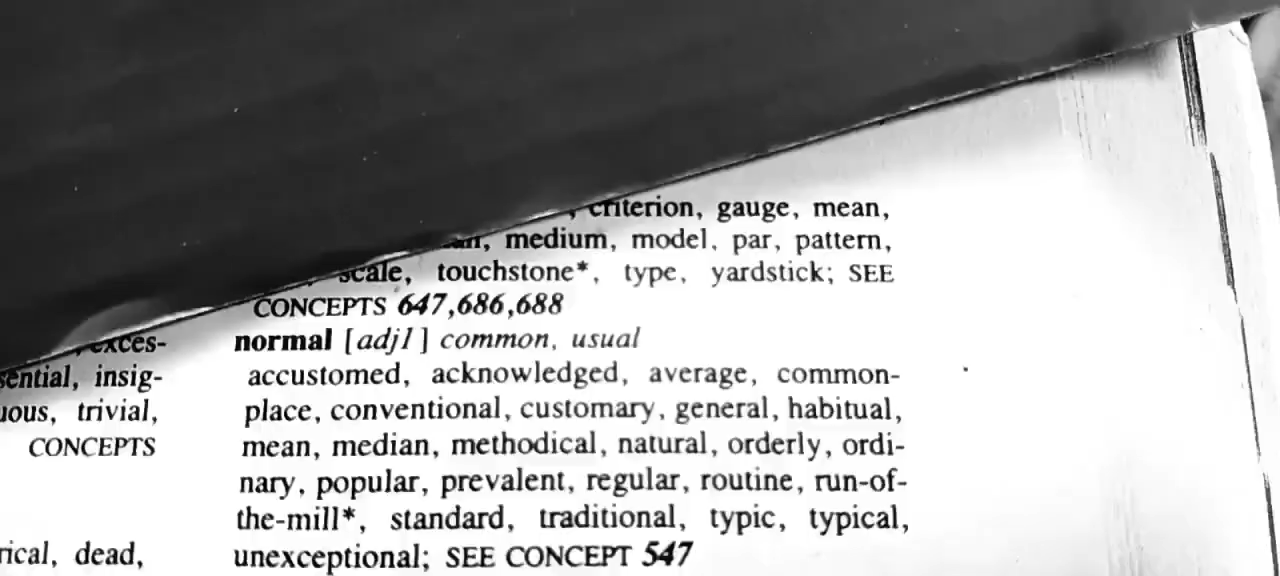 exces-
sential, insig-
uous, trivial,
CONCEPTS
rical, dead,
criterion, gauge, mean,
medium, model, par, pattern,
scale, touchstone*, type, yardstick; SEE
CONCEPTS 647,686,688
normal [adj1] common, usual
accustomed, acknowledged, average, common-
place, conventional, customary, general, habitual,
mean, median, methodical, natural, orderly, ordi-
nary, popular, prevalent, regular, routine, run-of-
the-mill*, standard, traditional, typic, typical,
unexceptional; SEE CONCEPT 547